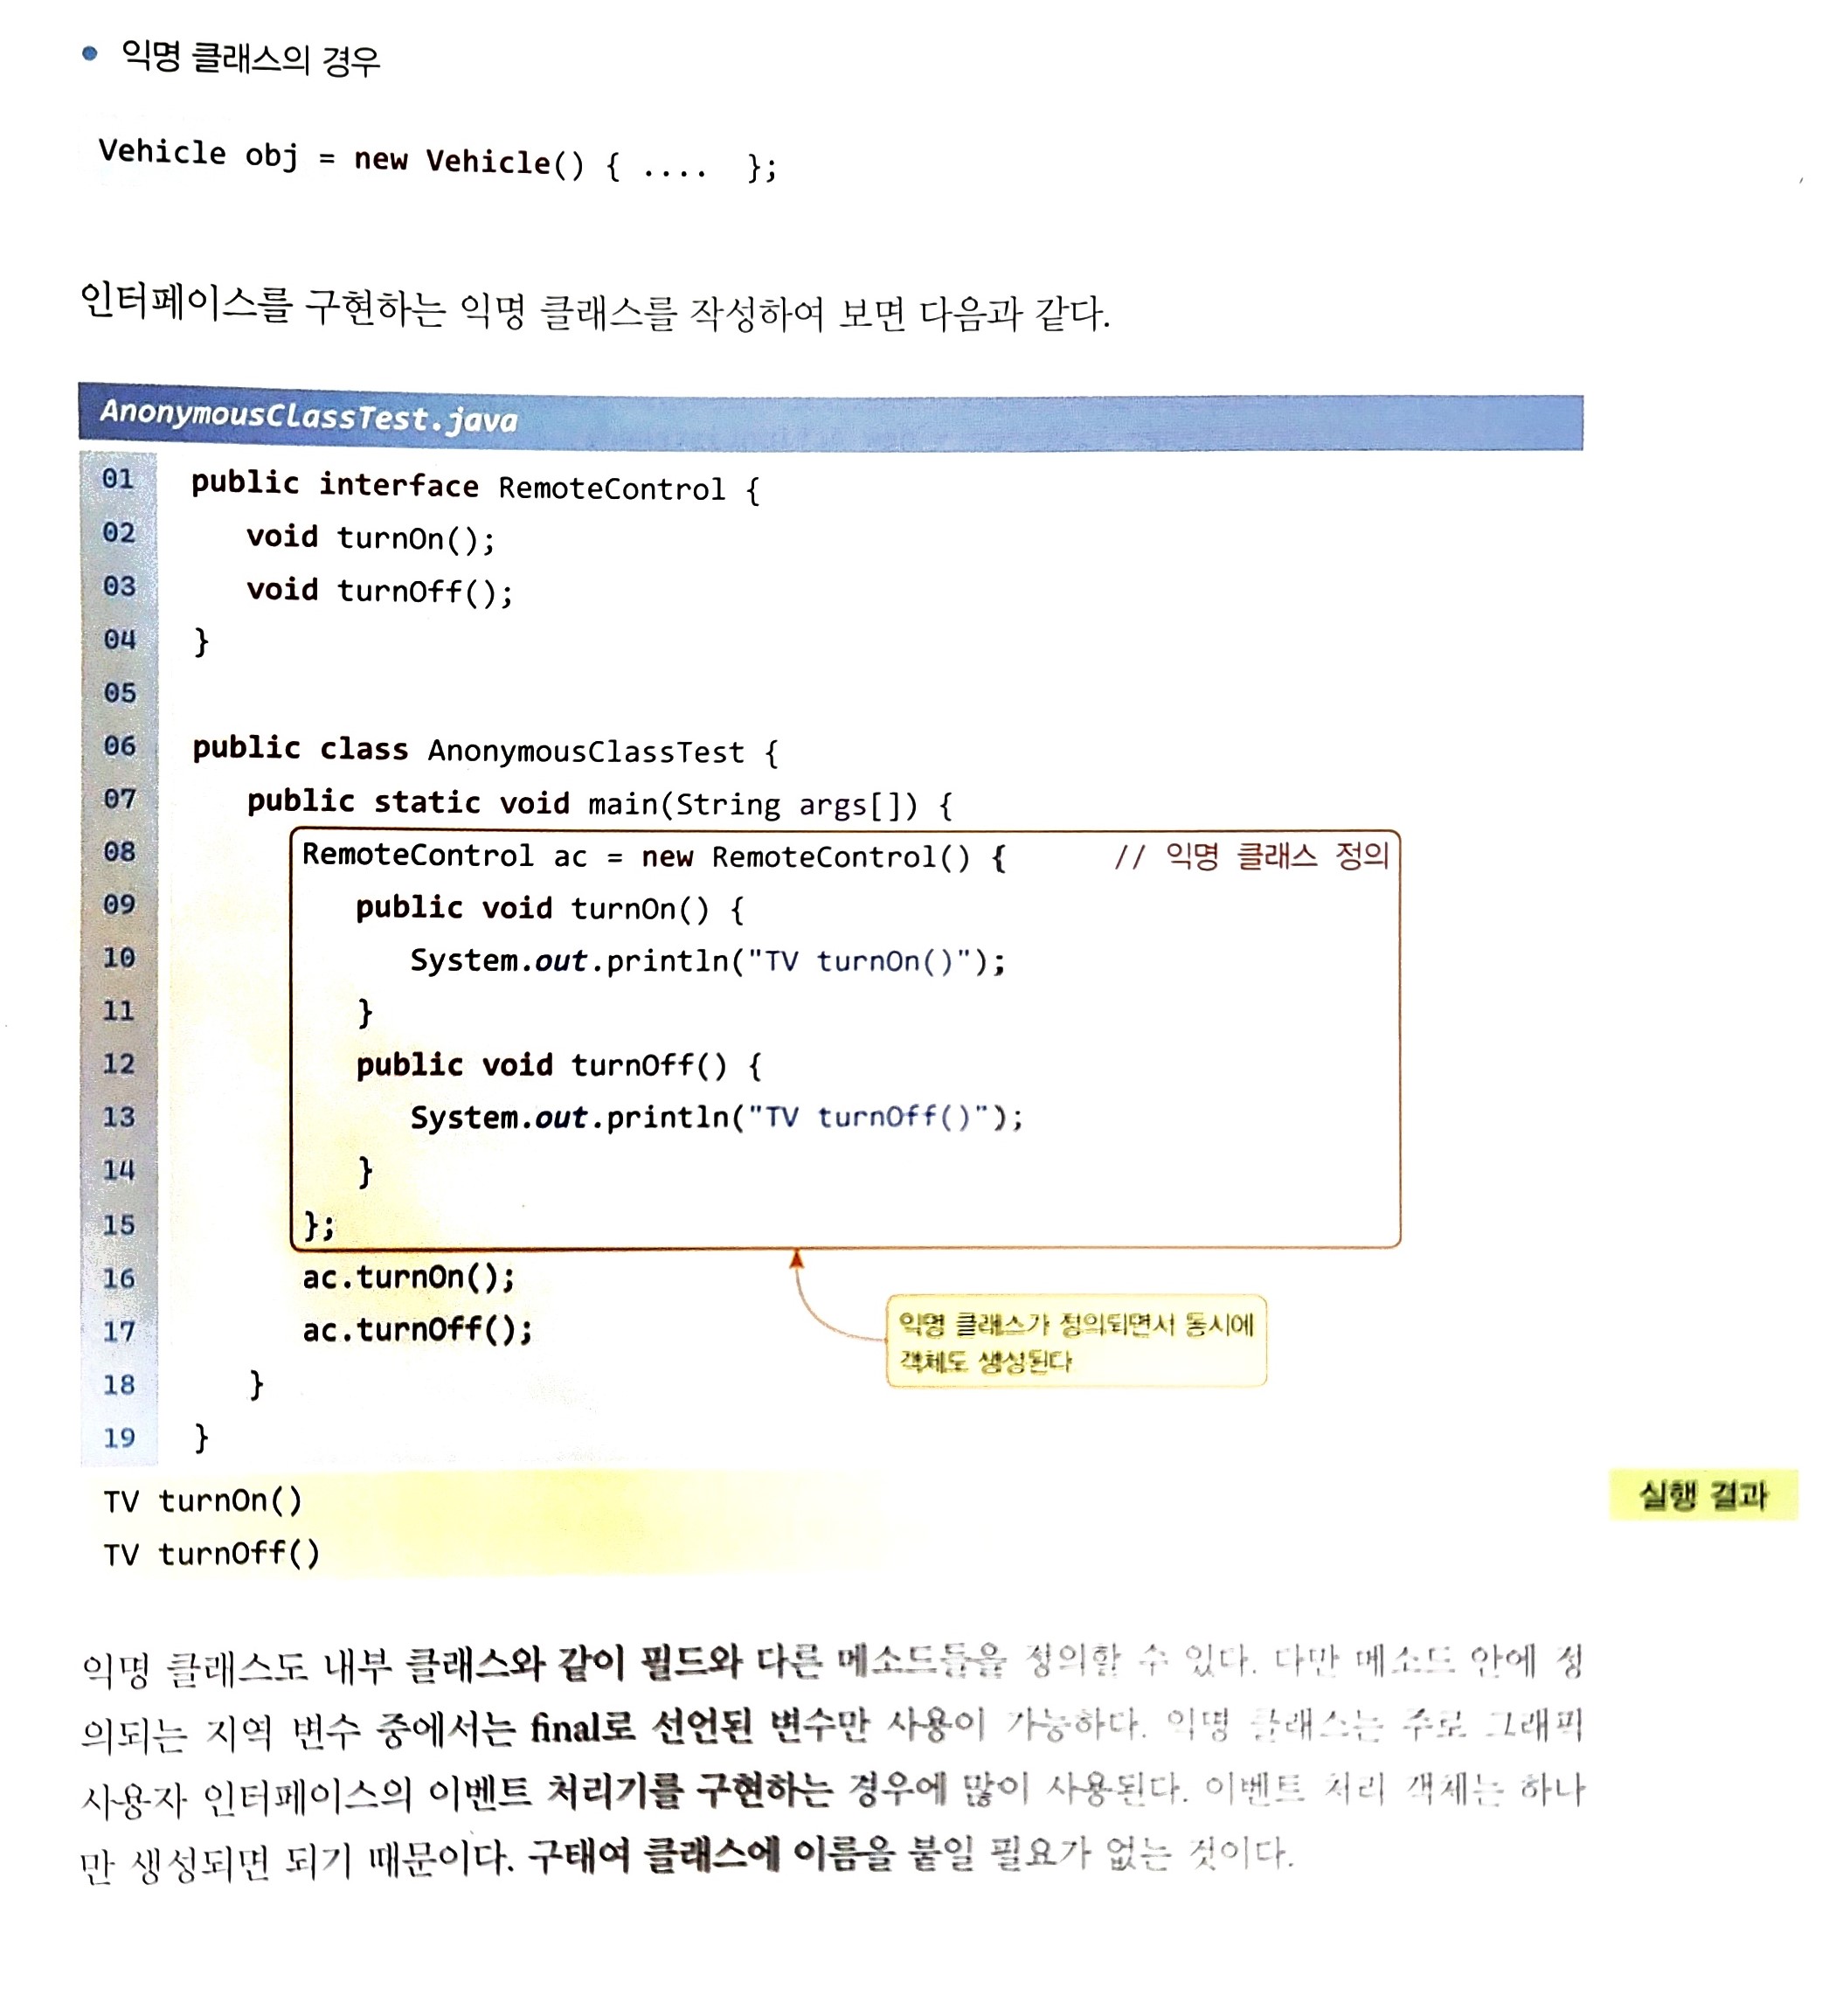 • 익명 클래스의 경우
Vehicle obj = new Vehicle() { .... };
인터페이스를 구현하는 익명 클래스를 작성하여 보면 다음과 같다.
AnonymousClassTest.java
01 public interface RemoteControl {
02 void turnOn();
03 void turnOff();
04 }
05
06 public class AnonymousClassTest {
07 public static void main(String args[]) {
08 RemoteControl ac = new RemoteControl() { // 익명 클래스 정의
09 public void turnOn() {
10 System.out.println("TV turnOn()");
11 }
12 public void turnOff() {
13 System.out.println("TV turnOff()");
14 }
15 };
16 ac.turnOn();
17 ac.turnOff();
익명 클래스가 정의되면서 동시에
객체도 생성된다
18 }
19 }
실행 결과
TV turnOn()
TV turnOff()
익명 클래스도 내부 클래스와 같이 필드와 다른 메소드들을 정의할 수 있다. 다만 메소드 안에 정
의되는 지역 변수 중에서는 final로 선언된 변수만 사용이 가능하다. 익명 클래스는 주로 그래픽
사용자 인터페이스의 이벤트 처리기를 구현하는 경우에 많이 사용된다. 이벤트 처리 객체는 하나
만 생성되면 되기 때문이다. 구태여 클래스에 이름을 붙일 필요가 없는 것이다.